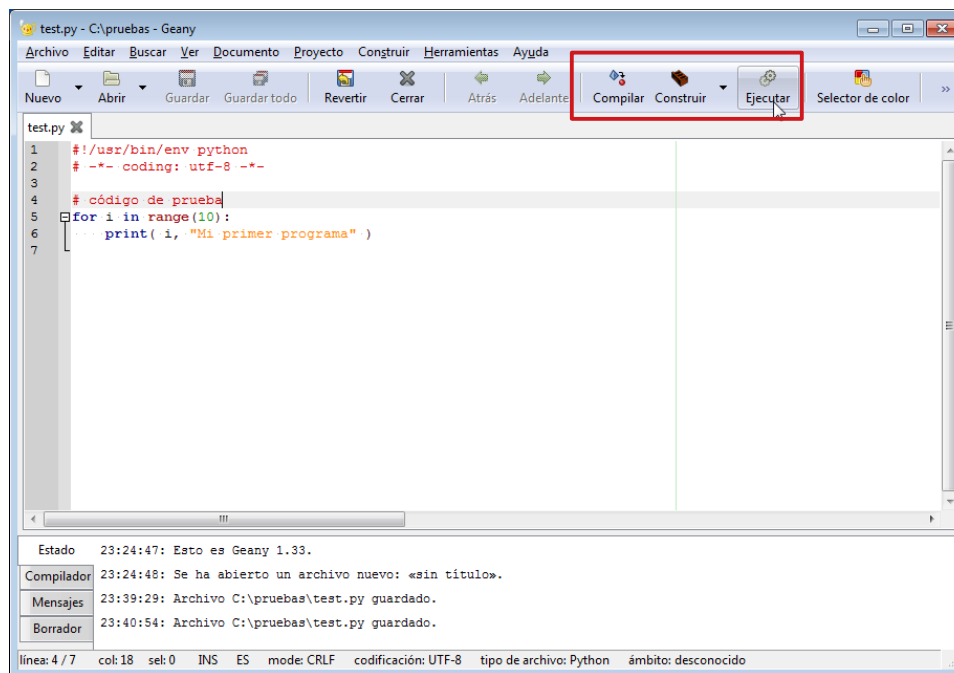 test.py - C:\pruebas - Geany
Archivo Editar Buscar Ver Documento Proyecto Construir Herramientas Ayuda
Nuevo Abrir Guardar Guardar todo Revertir Cerrar Atrás Adelante Compilar Construir Ejecutar Selector de color »
test.py
1 #!/usr/bin/env python
2 # -*- coding: utf-8 -*-
3
4 # código de prueba
5 for i in range(10):
6 print( i, "Mi primer programa" )
7
Estado 23:24:47: Esto es Geany 1.33.
Compilador 23:24:48: Se ha abierto un archivo nuevo: «sin título».
Mensajes 23:39:29: Archivo C:\pruebas\test.py guardado.
Borrador 23:40:54: Archivo C:\pruebas\test.py guardado.
línea: 4 / 7 col: 18 sel: 0 INS ES mode: CRLF codificación: UTF-8 tipo de archivo: Python ámbito: desconocido